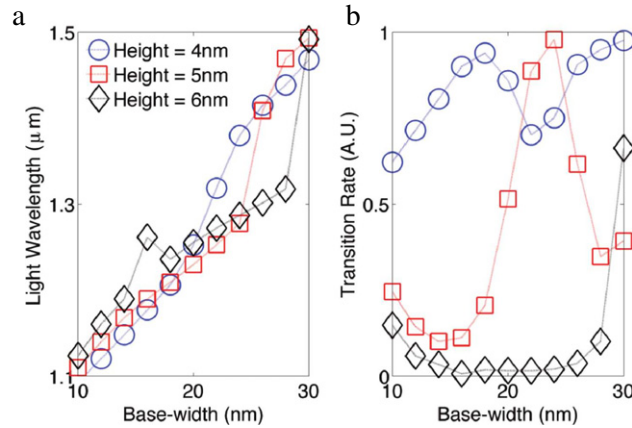 a
b
1.5
1.3
1.1
Light Wavelength (μm)
Height = 4nm
Height = 5nm
Height = 6nm
10
20
30
Base-width (nm)
1
0.5
0
Transition Rate (A.U.)
10
20
30
Base-width (nm)